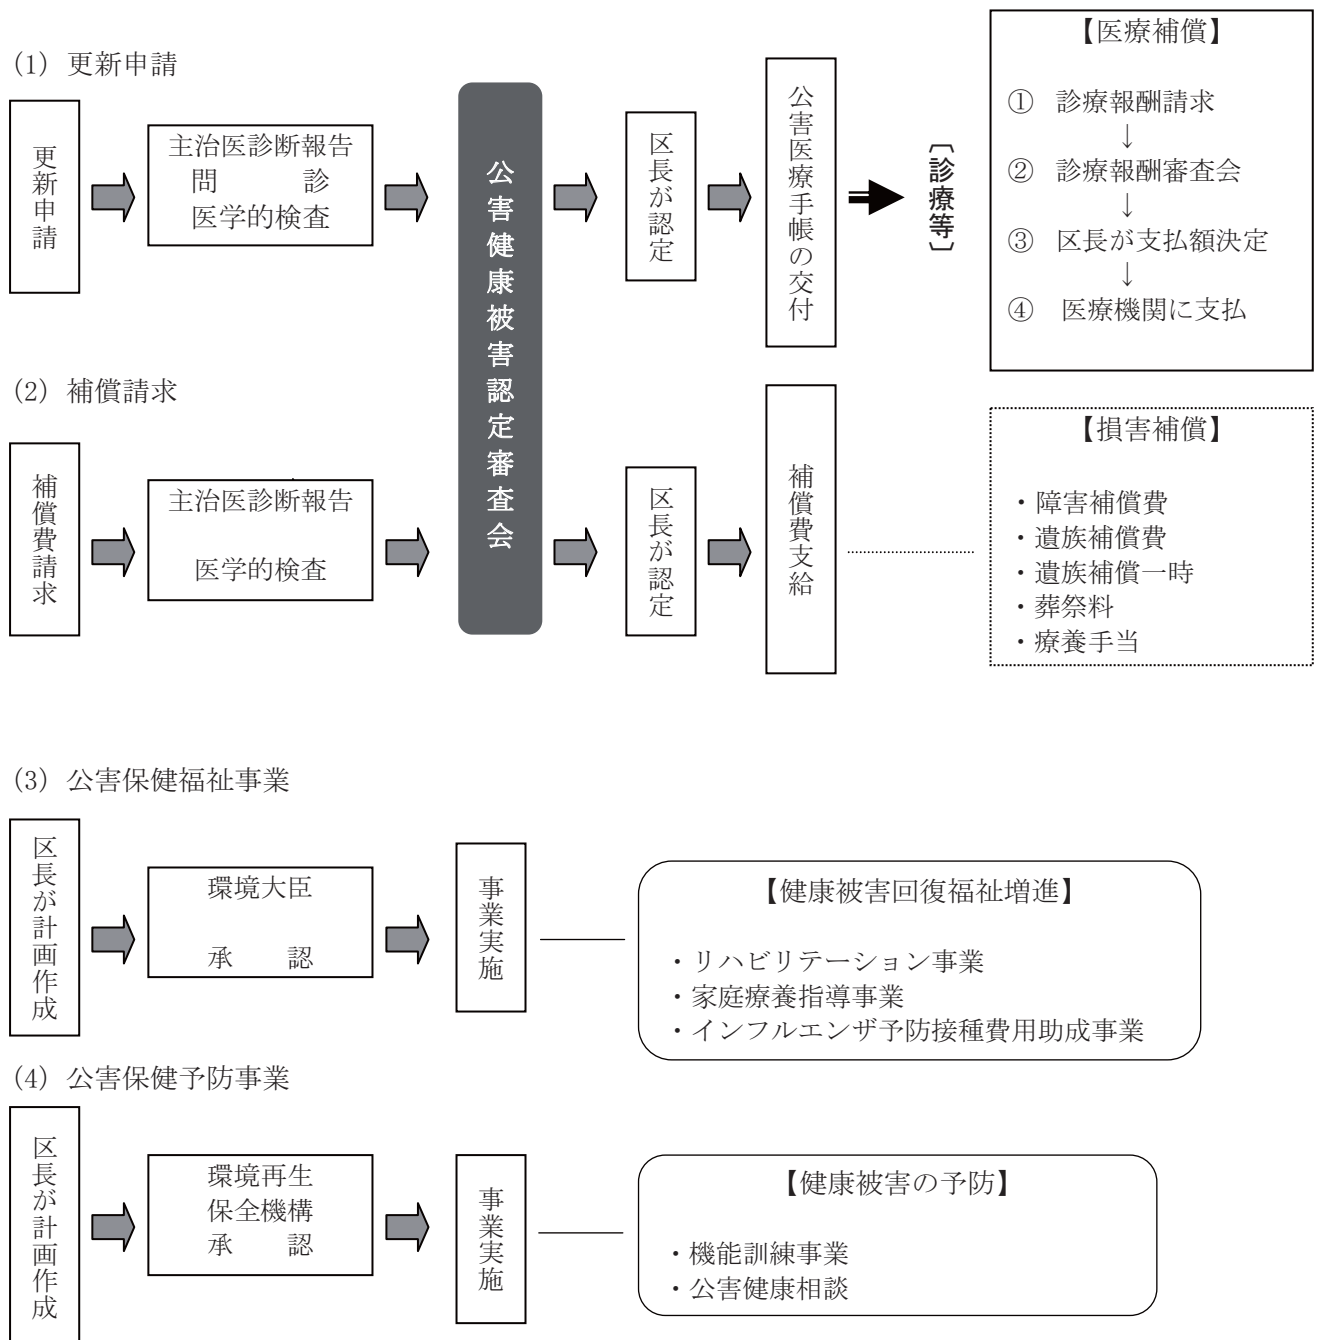 (1) 更新申請
更新申請
主治医診断報告
問　　　診
医学的検査
公害健康被害認定審査会
区長が認定
公害医療手帳の交付
〔診療等〕
【医療補償】
① 診療報酬請求
↓
② 診療報酬審査会
↓
③ 区長が支払額決定
↓
④ 医療機関に支払
(2) 補償請求
補償費請求
主治医診断報告
医学的検査
区長が認定
補償費支給
【損害補償】
・障害補償費
・遺族補償費
・遺族補償一時
・葬祭料
・療養手当
(3) 公害保健福祉事業
区長が計画作成
環境大臣
承　　認
事業実施
【健康被害回復福祉増進】
・リハビリテーション事業
・家庭療養指導事業
・インフルエンザ予防接種費用助成事業
(4) 公害保健予防事業
区長が計画作成
環境再生
保全機構
承　　認
事業実施
【健康被害の予防】
・機能訓練事業
・公害健康相談